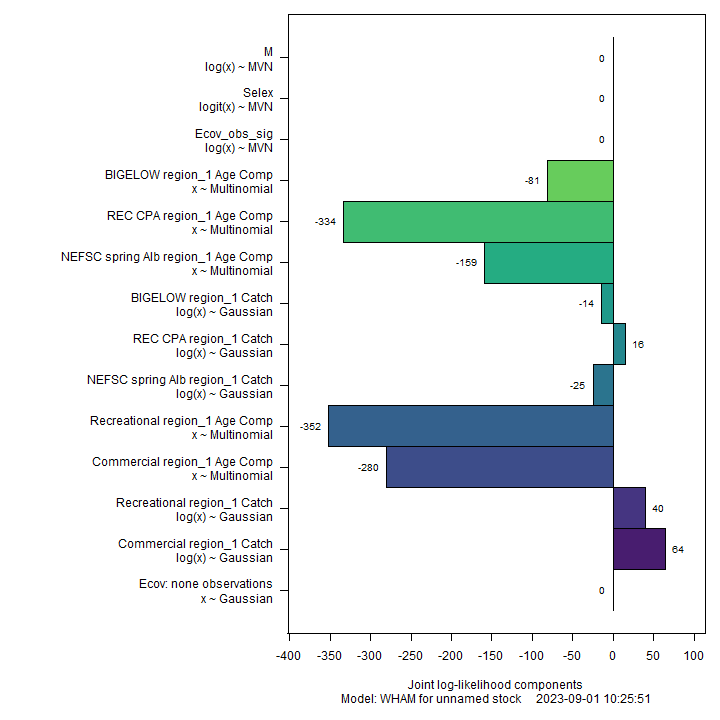 M
log(x) ~ MVN
0
Selex
logit(x) ~ MVN
0
Ecov_obs_sig
log(x) ~ MVN
0
BIGELOW region_1 Age Comp
x ~ Multinomial
-81
REC CPA region_1 Age Comp
x ~ Multinomial
-334
NEFSC spring Alb region_1 Age Comp
x ~ Multinomial
-159
BIGELOW region_1 Catch
log(x) ~ Gaussian
-14
REC CPA region_1 Catch
log(x) ~ Gaussian
16
NEFSC spring Alb region_1 Catch
log(x) ~ Gaussian
-25
Recreational region_1 Age Comp
x ~ Multinomial
-352
Commercial region_1 Age Comp
x ~ Multinomial
-280
Recreational region_1 Catch
log(x) ~ Gaussian
40
Commercial region_1 Catch
log(x) ~ Gaussian
64
Ecov: none observations
x ~ Gaussian
0
-400 -350 -300 -250 -200 -150 -100 -50 0 50 100
Joint log-likelihood components
Model: WHAM for unnamed stock 2023-09-01 10:25:51